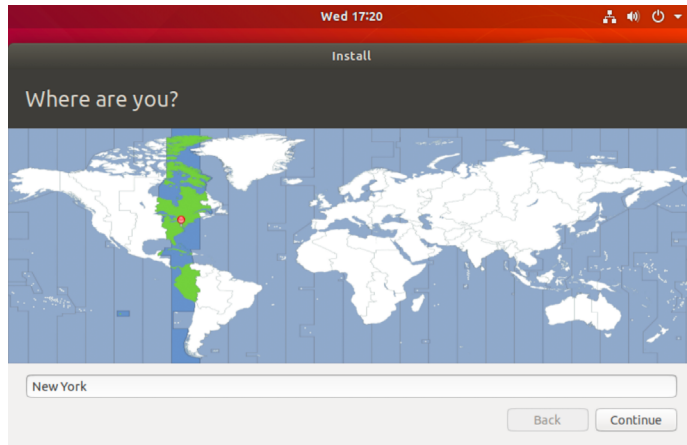 Wed 17:20
Install
Where are you?
New York
Back Continue